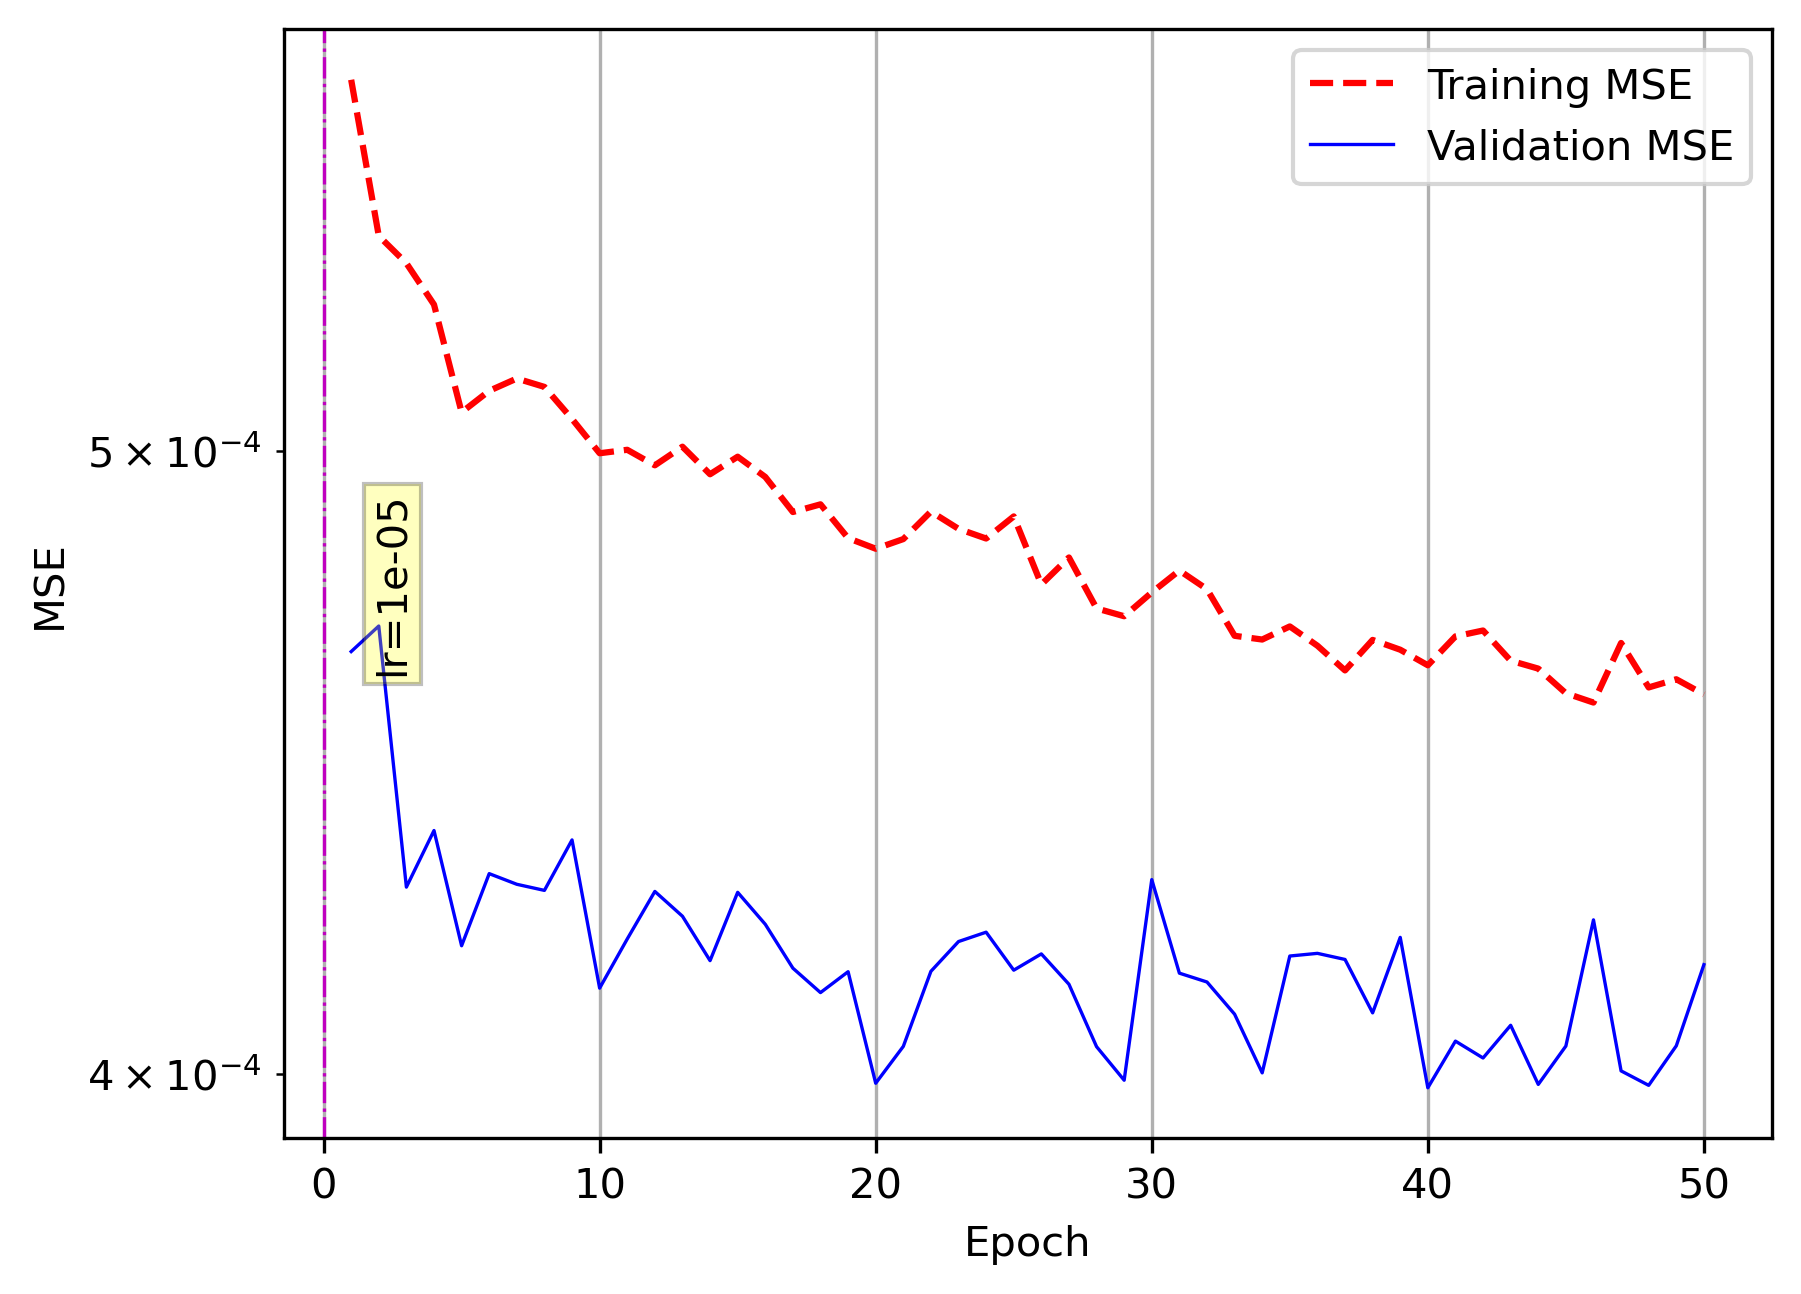 Training MSE
Validation MSE
5 × 10⁻⁴
lr=1e-05
MSE
4 × 10⁻⁴
0 10 20 30 40 50
Epoch